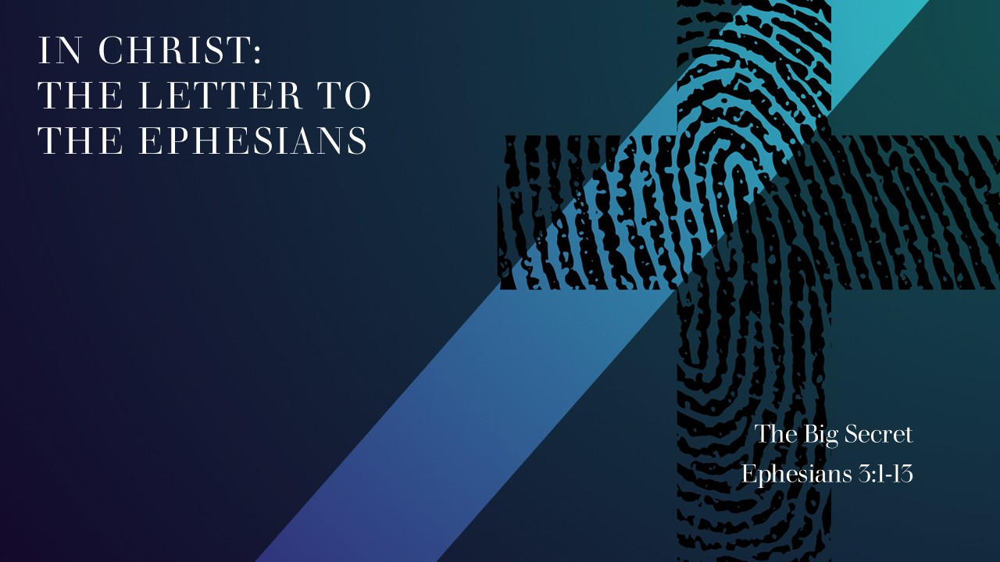 IN CHRIST:
THE LETTER TO
THE EPHESIANS
The Big Secret
Ephesians 3:1-13